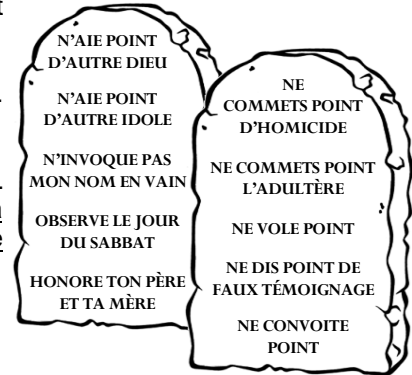 N'AIE POINT
D'AUTRE DIEU
N'AIE POINT
D'AUTRE IDOLE
N'INVOQUE PAS
MON NOM EN VAIN
OBSERVE LE JOUR
DU SABBAT
HONORE TON PÈRE
ET TA MÈRE
NE
COMMETS POINT
D'HOMICIDE
NE COMMETS POINT
L'ADULTÈRE
NE VOLE POINT
NE DIS POINT DE
FAUX TÉMOIGNAGE
NE CONVOITE
POINT